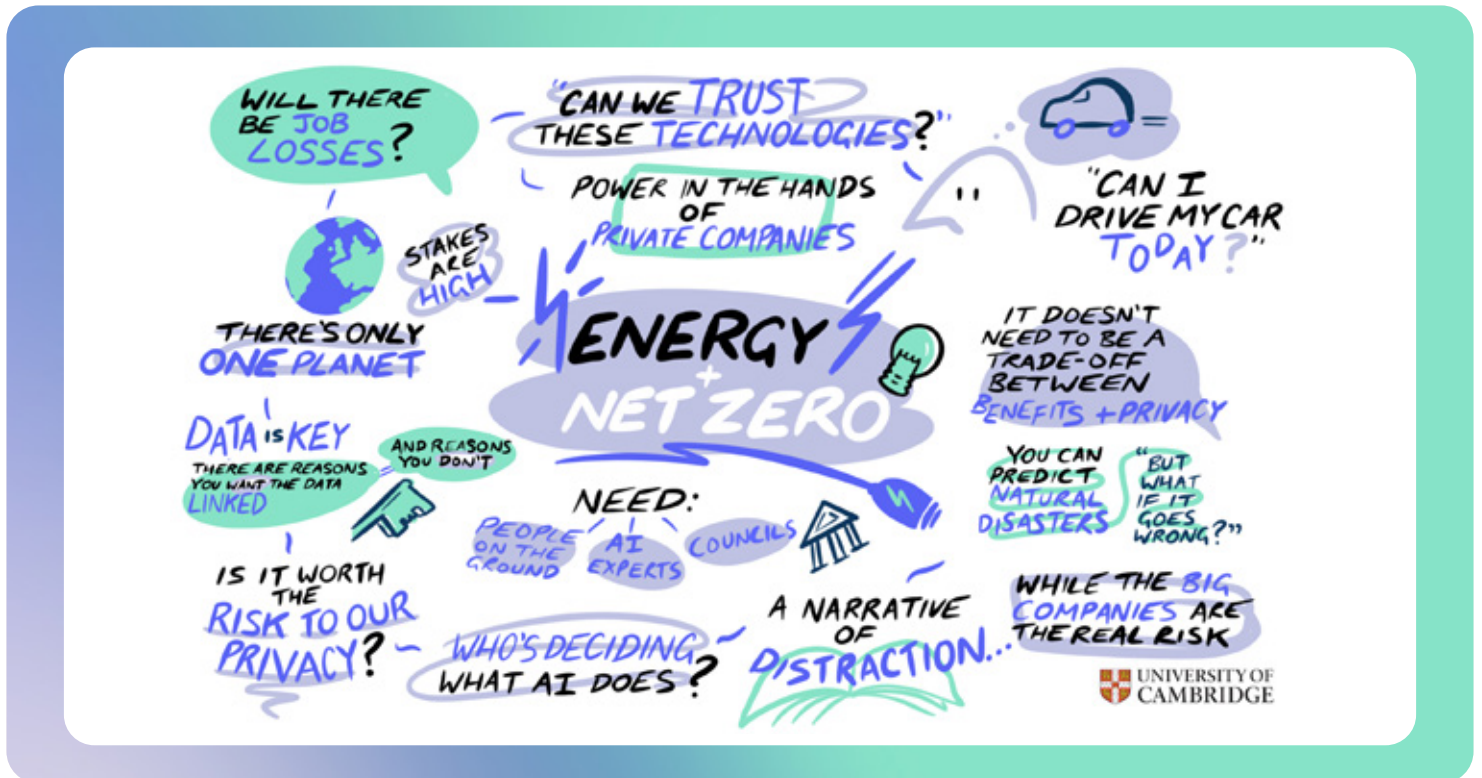 WILL THERE
BE JOB
LOSSES?
"CAN WE TRUST
THESE TECHNOLOGIES?"
POWER IN THE HANDS
OF
PRIVATE COMPANIES
"CAN I
DRIVE MY CAR
TODAY?"
STAKES
ARE
HIGH
THERE'S ONLY
ONE PLANET
ENERGY
+
NET ZERO
IT DOESN'T
NEED TO BE A
TRADE-OFF
BETWEEN
BENEFITS + PRIVACY
DATA IS KEY
THERE ARE REASONS
YOU WANT THE DATA
LINKED
AND REASONS
YOU DON'T
YOU CAN
PREDICT
NATURAL
DISASTERS
"BUT
WHAT
IF IT
GOES
WRONG?"
NEED:
PEOPLE
ON THE
GROUND
AI
EXPERTS
COUNCILS
IS IT WORTH
THE
RISK TO OUR
PRIVACY?
WHO'S DECIDING
WHAT AI DOES?
A NARRATIVE
OF
DISTRACTION...
WHILE THE BIG
COMPANIES ARE
THE REAL RISK
UNIVERSITY OF
CAMBRIDGE